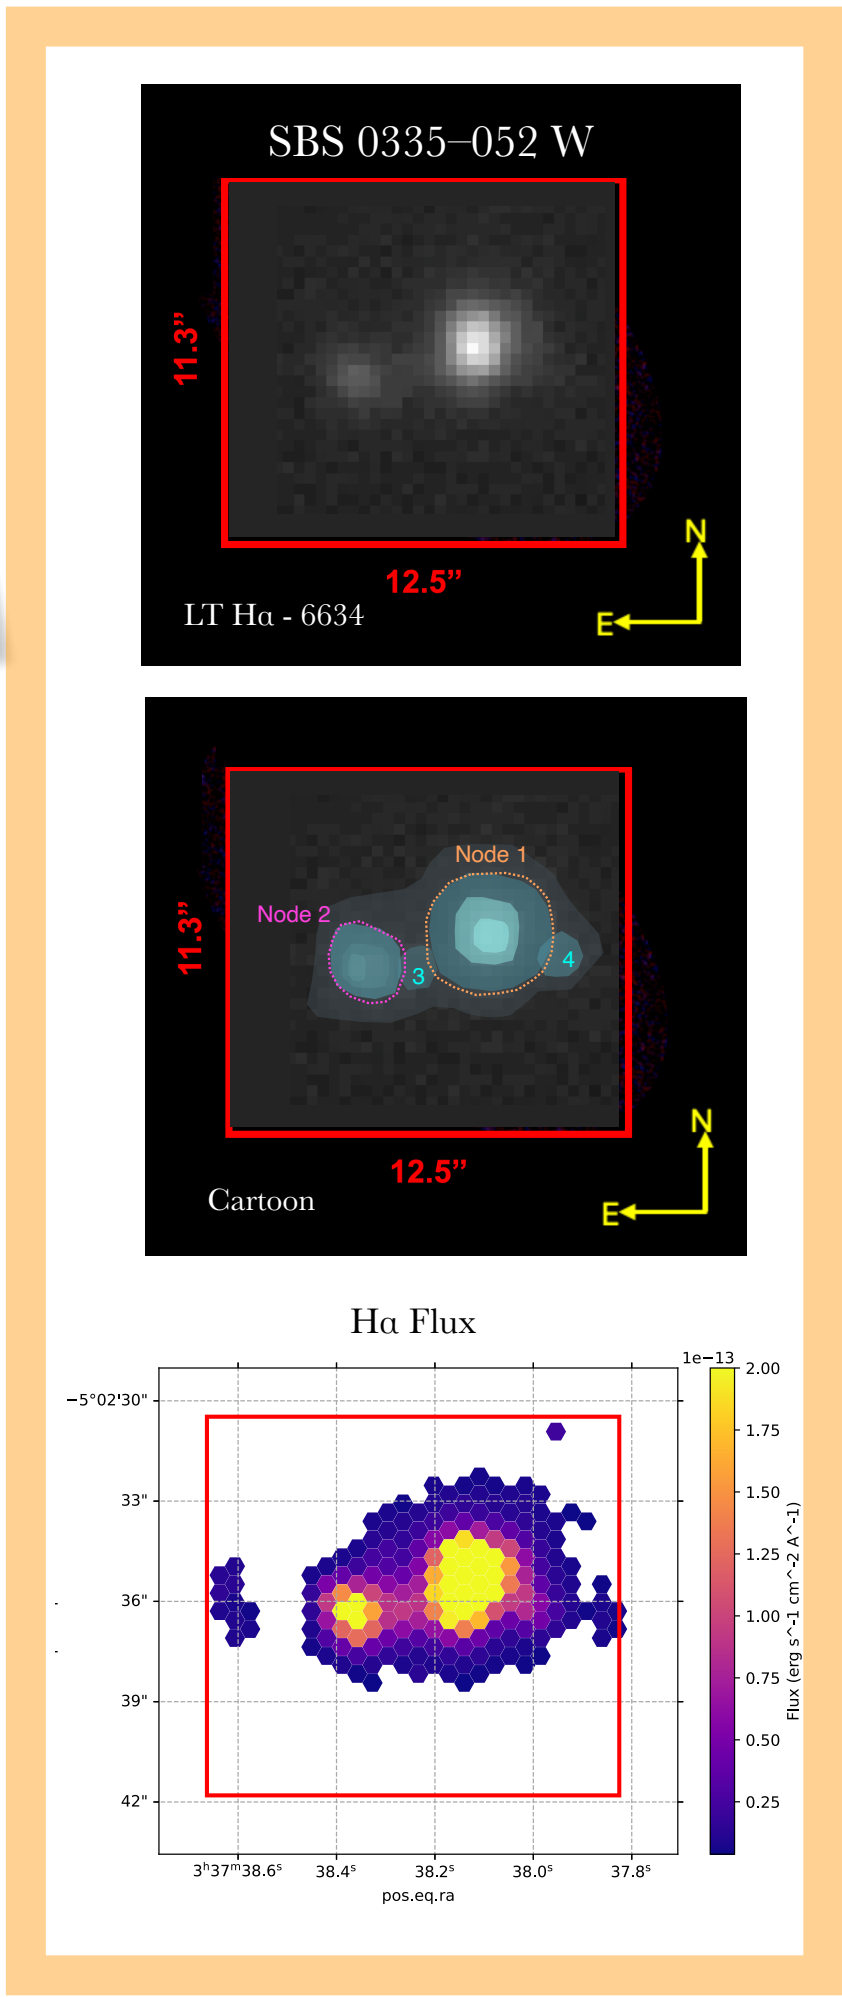 SBS 0335–052 W
11.3”
12.5”
LT Hα - 6634
N
E
Node 1
Node 2
3
4
11.3”
12.5”
Cartoon
N
E
Hα Flux
1e−13
−5°02'30"
33"
36"
39"
42"
3ʰ37ᵐ38.6ˢ
38.4ˢ
38.2ˢ
38.0ˢ
37.8ˢ
pos.eq.ra
2.00
1.75
1.50
1.25
1.00
0.75
0.50
0.25
Flux (erg s^-1 cm^-2 A^-1)